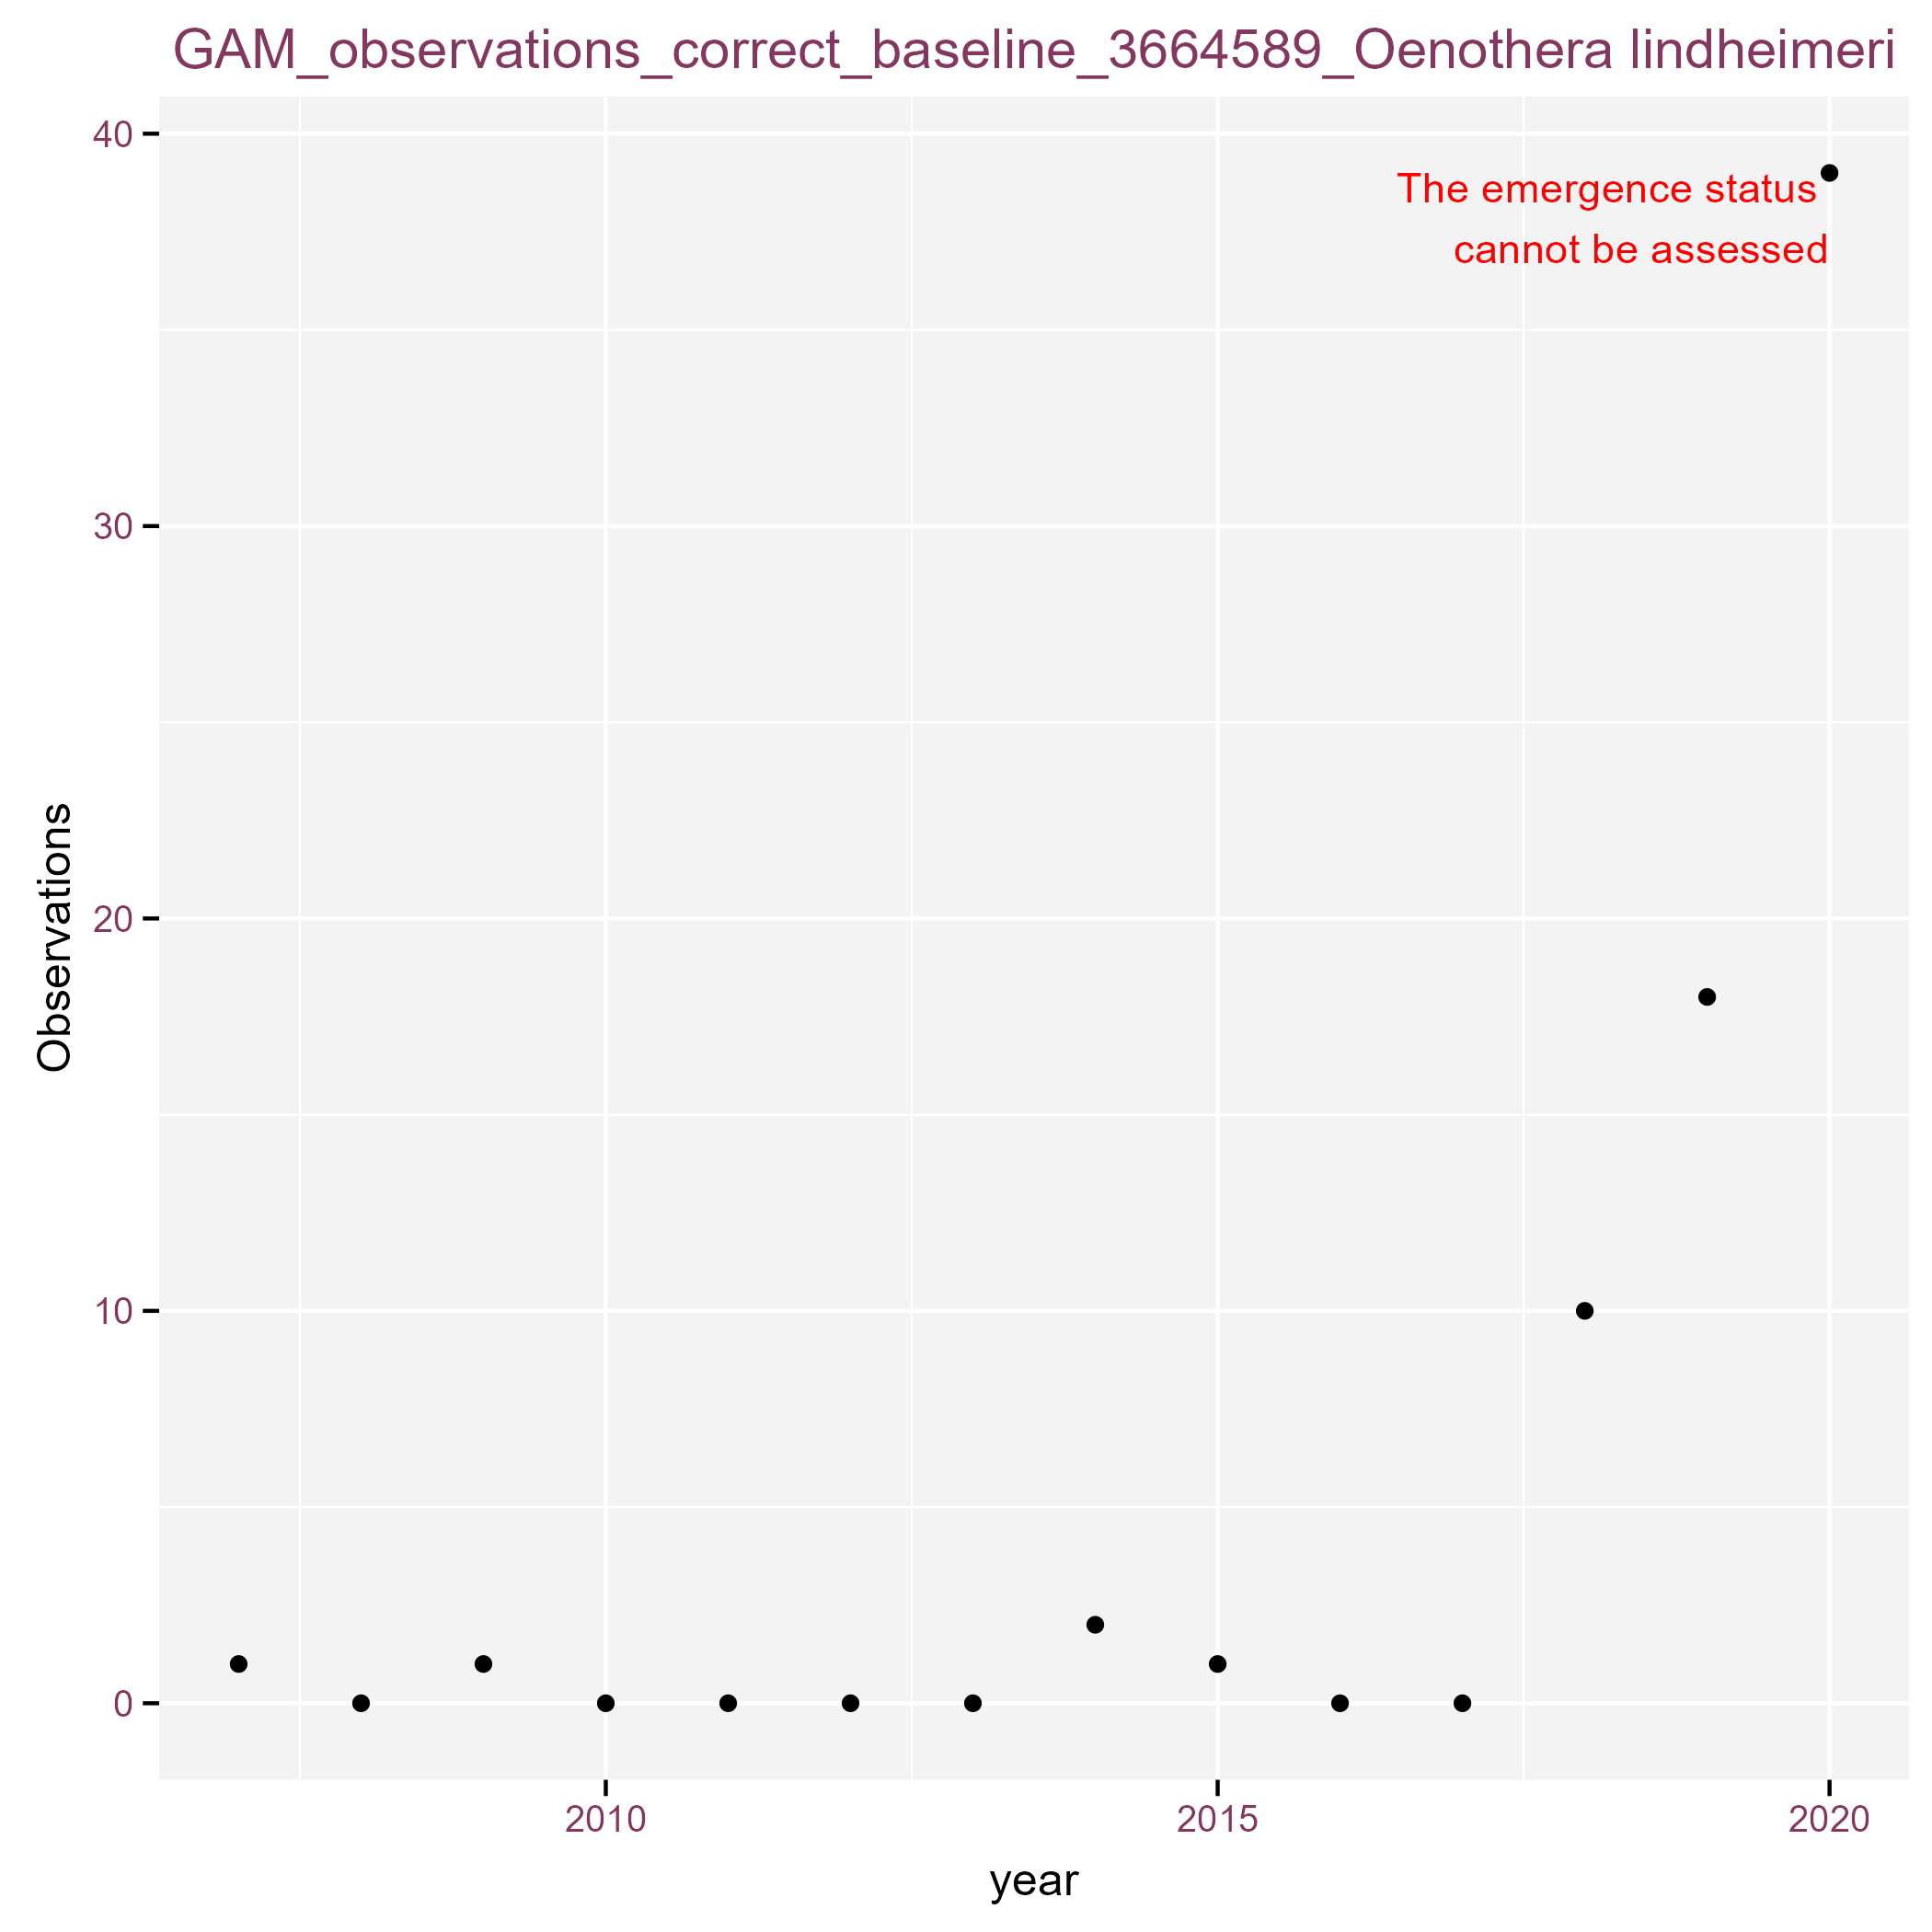 GAM_observations_correct_baseline_3664589_Oenothera lindheimeri
40
The emergence status
cannot be assessed
30
20
10
0
Observations
2010 2015 2020
year